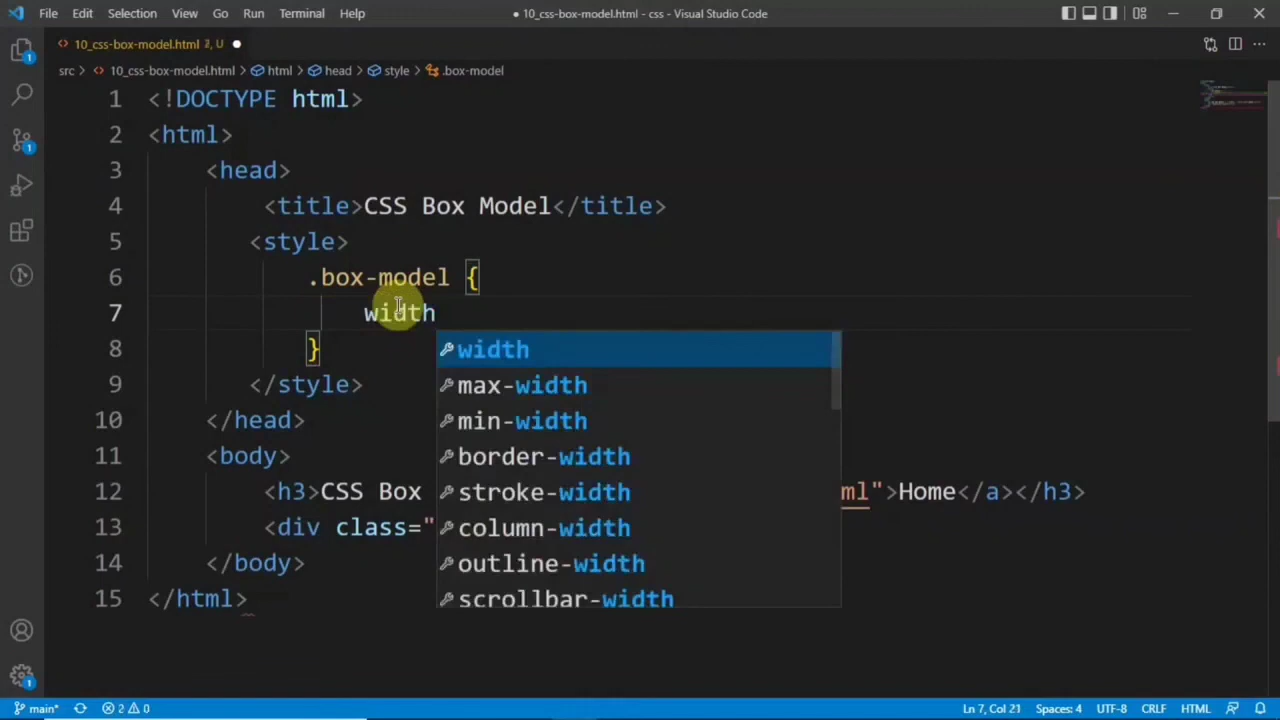 File Edit Selection View Go Run Terminal Help
● 10_css-box-model.html - css - Visual Studio Code
10_css-box-model.html 2, U ●
src > 10_css-box-model.html > html > head > style > .box-model
1 <!DOCTYPE html>
2 <html>
3 <head>
4 <title>CSS Box Model</title>
5 <style>
6 .box-model {
7 width
8 }
9 </style>
10 </head>
11 <body>
12 <h3>CSS Box ml">Home</a></h3>
13 <div class="
14 </body>
15 </html>
width
max-width
min-width
border-width
stroke-width
column-width
outline-width
scrollbar-width
1
1
1
main* 2 0 Ln 7, Col 21 Spaces: 4 UTF-8 CRLF HTML